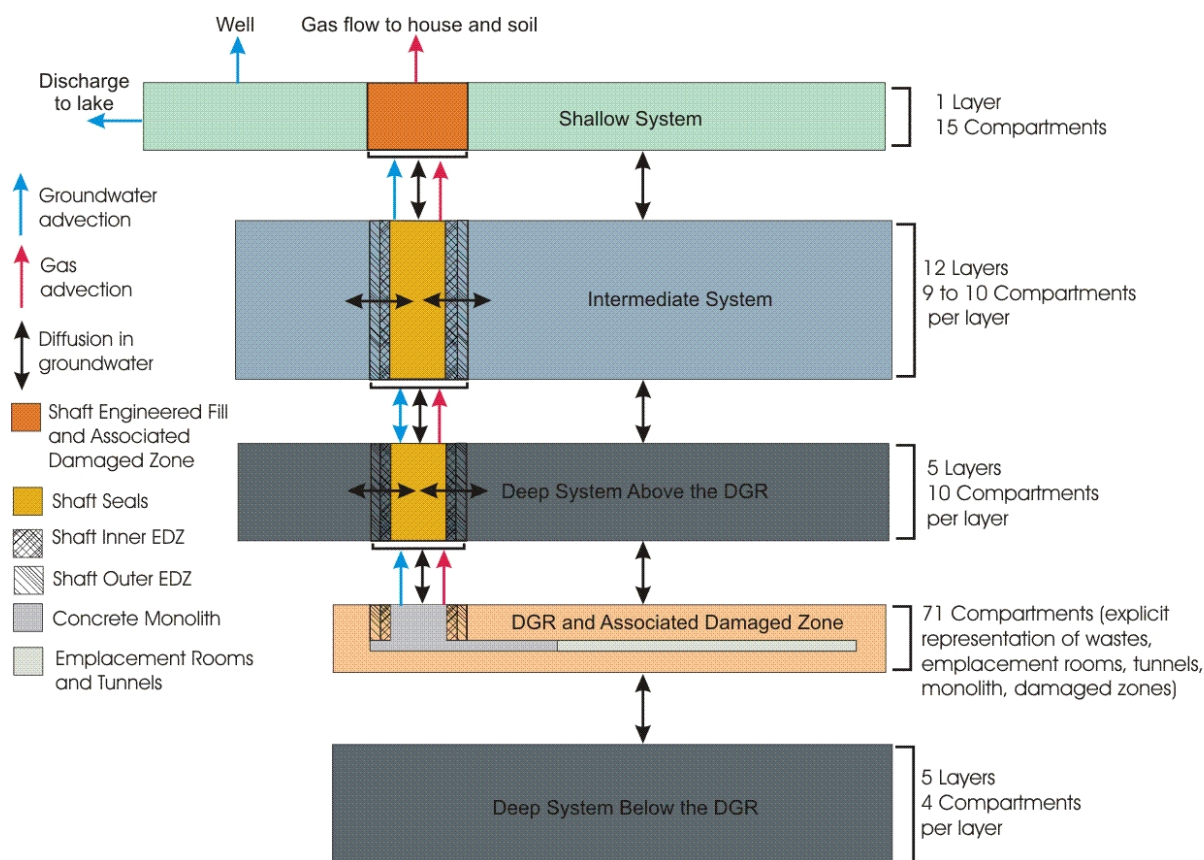 Well
Gas flow to house and soil
Discharge
to lake
Shallow System
1 Layer
15 Compartments
Groundwater
advection
Gas
advection
Diffusion in
groundwater
Shaft Engineered Fill
and Associated
Damaged Zone
Shaft Seals
Shaft Inner EDZ
Shaft Outer EDZ
Concrete Monolith
Emplacement Rooms
and Tunnels
Intermediate System
12 Layers
9 to 10 Compartments
per layer
Deep System Above the DGR
5 Layers
10 Compartments
per layer
DGR and Associated Damaged Zone
71 Compartments (explicit
representation of wastes,
emplacement rooms, tunnels,
monolith, damaged zones)
Deep System Below the DGR
5 Layers
4 Compartments
per layer